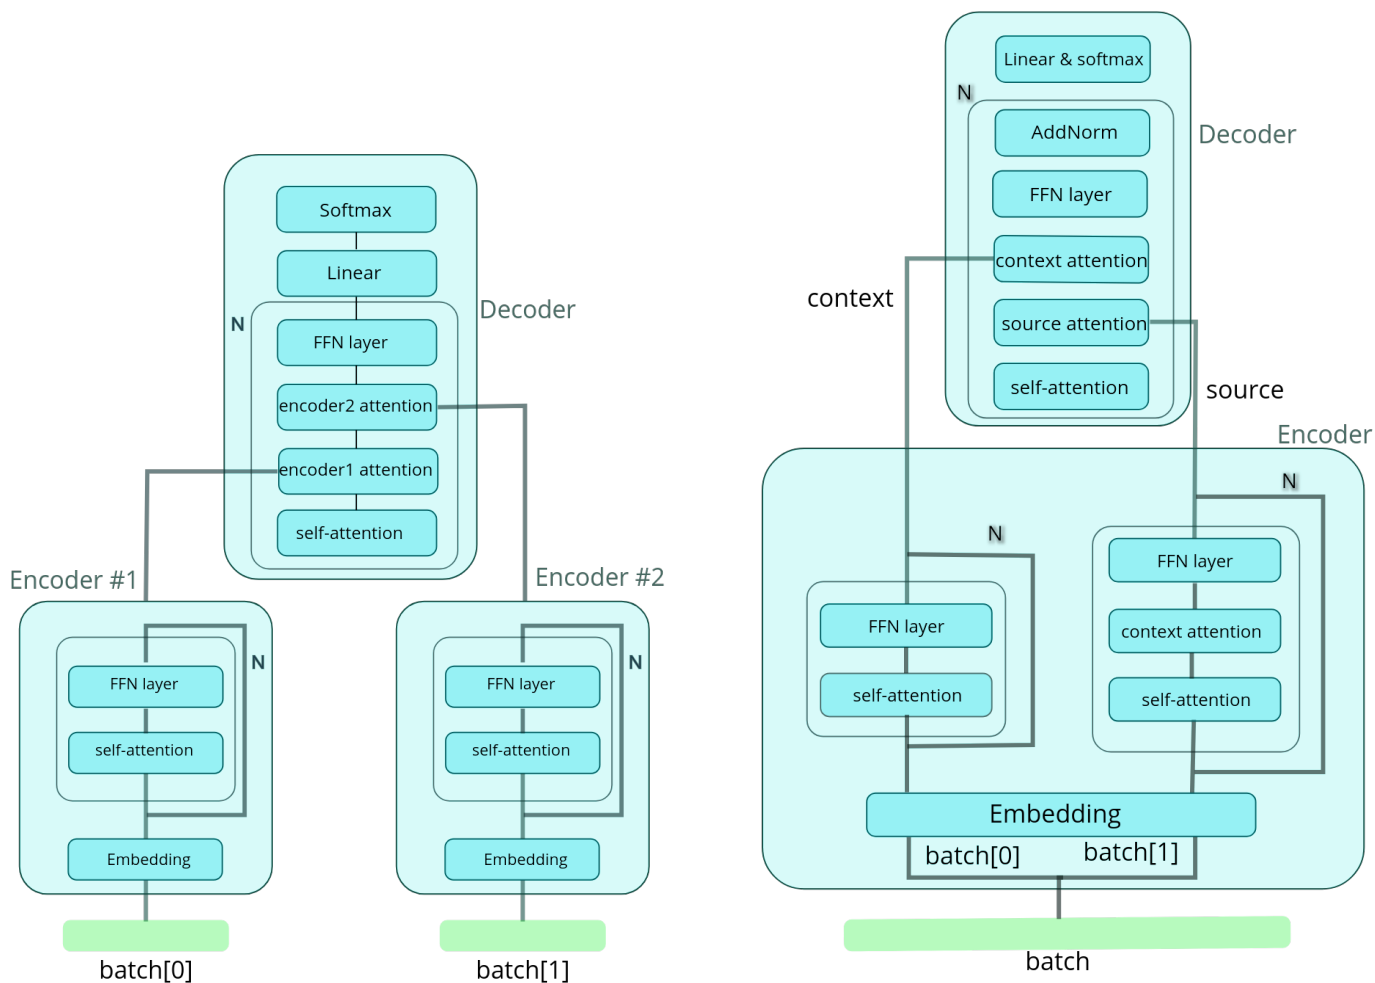 Softmax
Linear
N
Decoder
FFN layer
encoder2 attention
encoder1 attention
self-attention
Encoder #1
N
FFN layer
self-attention
Embedding
batch[0]
Encoder #2
N
FFN layer
self-attention
Embedding
batch[1]
Linear & softmax
N
AddNorm
Decoder
FFN layer
context attention
context
source attention
self-attention
source
Encoder
N
FFN layer
self-attention
N
FFN layer
context attention
self-attention
Embedding
batch[0]
batch[1]
batch